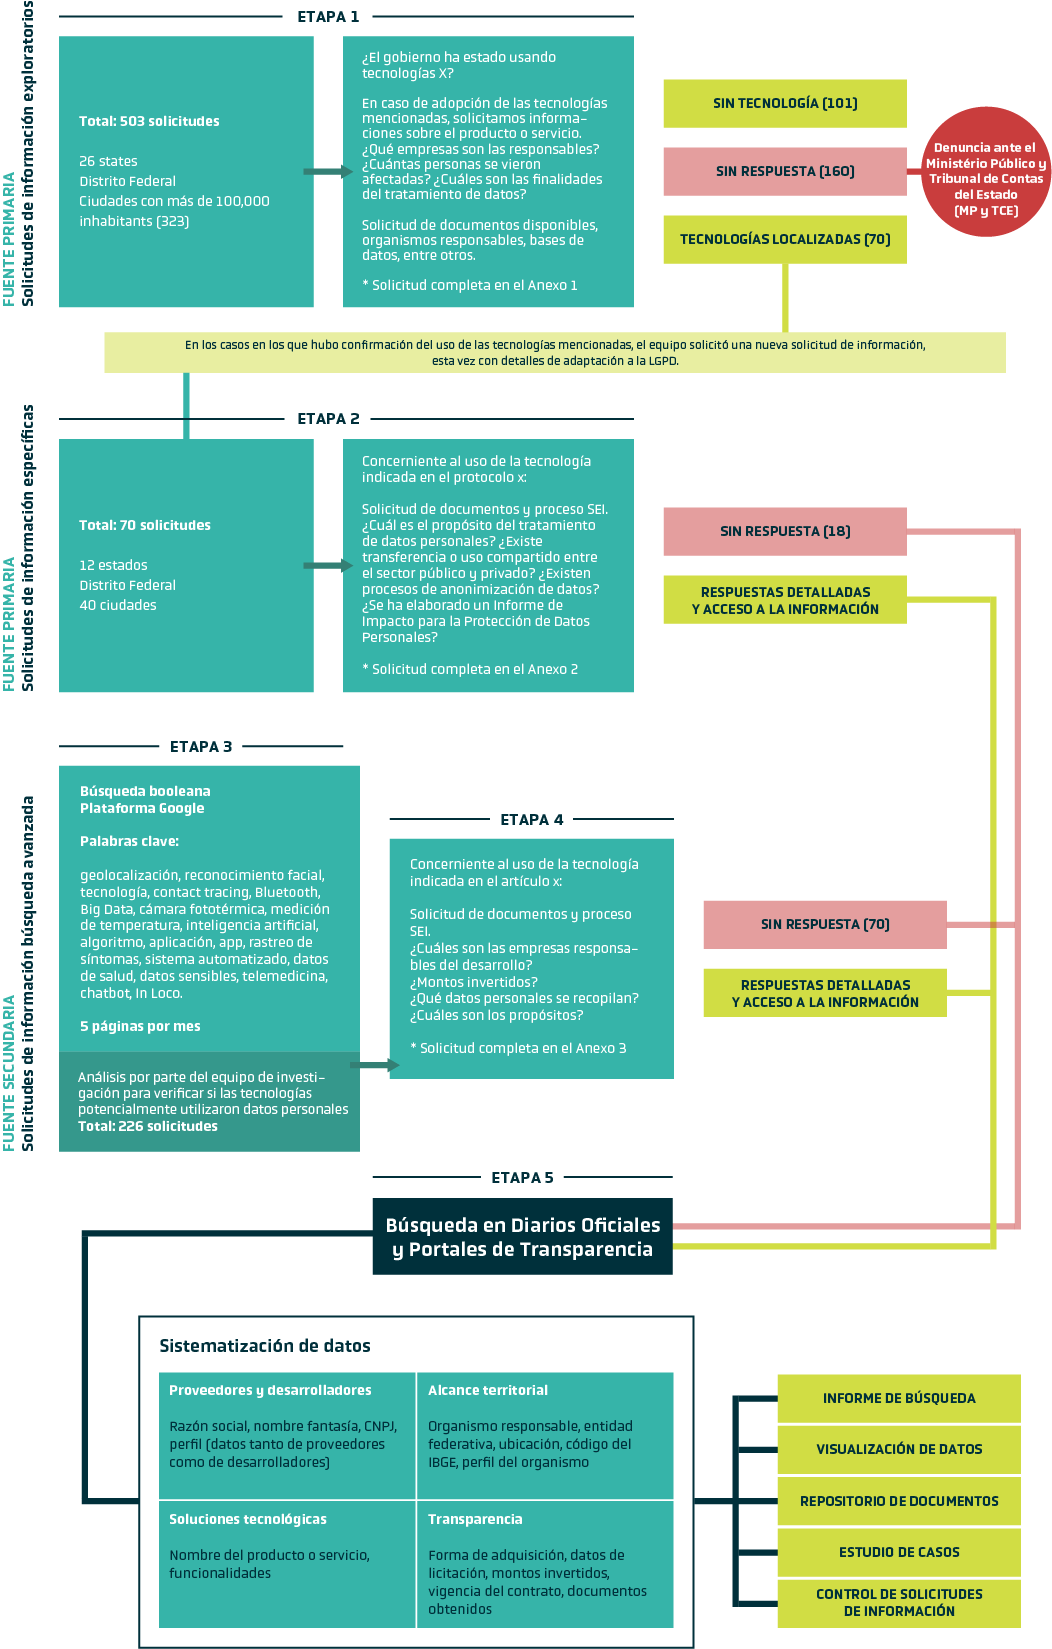 FUENTE PRIMARIA
Solicitudes de información exploratorios
ETAPA 1
Total: 503 solicitudes
26 states
Distrito Federal
Ciudades con más de 100,000
inhabitants (323)
¿El gobierno ha estado usando
tecnologías X?
En caso de adopción de las tecnologías
mencionadas, solicitamos informa-
ciones sobre el producto o servicio.
¿Qué empresas son las responsables?
¿Cuántas personas se vieron
afectadas? ¿Cuáles son las finalidades
del tratamiento de datos?
Solicitud de documentos disponibles,
organismos responsables, bases de
datos, entre otros.
* Solicitud completa en el Anexo 1
SIN TECNOLOGÍA (101)
SIN RESPUESTA (160)
TECNOLOGÍAS LOCALIZADAS (70)
Denuncia ante el
Ministério Público y
Tribunal de Contas
del Estado
(MP y TCE)
En los casos en los que hubo confirmación del uso de las tecnologías mencionadas, el equipo solicitó una nueva solicitud de información,
esta vez con detalles de adaptación a la LGPD.
FUENTE PRIMARIA
Solicitudes de información específicas
ETAPA 2
Total: 70 solicitudes
12 estados
Distrito Federal
40 ciudades
Concerniente al uso de la tecnología
indicada en el protocolo x:
Solicitud de documentos y proceso SEI.
¿Cuál es el propósito del tratamiento
de datos personales? ¿Existe
transferencia o uso compartido entre
el sector público y privado? ¿Existen
procesos de anonimización de datos?
¿Se ha elaborado un Informe de
Impacto para la Protección de Datos
Personales?
* Solicitud completa en el Anexo 2
SIN RESPUESTA (18)
RESPUESTAS DETALLADAS
Y ACCESO A LA INFORMACIÓN
FUENTE SECUNDARIA
Solicitudes de información búsqueda avanzada
ETAPA 3
Búsqueda booleana
Plataforma Google
Palabras clave:
geolocalización, reconocimiento facial,
tecnología, contact tracing, Bluetooth,
Big Data, cámara fototérmica, medición
de temperatura, inteligencia artificial,
algoritmo, aplicación, app, rastreo de
síntomas, sistema automatizado, datos
de salud, datos sensibles, telemedicina,
chatbot, In Loco.
5 páginas por mes
Análisis por parte del equipo de investi-
gación para verificar si las tecnologías
potencialmente utilizaron datos personales
Total: 226 solicitudes
ETAPA 4
Concerniente al uso de la tecnología
indicada en el artículo x:
Solicitud de documentos y proceso
SEI.
¿Cuáles son las empresas responsa-
bles del desarrollo?
¿Montos invertidos?
¿Qué datos personales se recopilan?
¿Cuáles son los propósitos?
* Solicitud completa en el Anexo 3
SIN RESPUESTA (70)
RESPUESTAS DETALLADAS
Y ACCESO A LA INFORMACIÓN
ETAPA 5
Búsqueda en Diarios Oficiales
y Portales de Transparencia
Sistematización de datos
Proveedores y desarrolladores
Razón social, nombre fantasía, CNPJ,
perfil (datos tanto de proveedores
como de desarrolladores)
Alcance territorial
Organismo responsable, entidad
federativa, ubicación, código del
IBGE, perfil del organismo
Soluciones tecnológicas
Nombre del producto o servicio,
funcionalidades
Transparencia
Forma de adquisición, datos de
licitación, montos invertidos,
vigencia del contrato, documentos
obtenidos
INFORME DE BÚSQUEDA
VISUALIZACIÓN DE DATOS
REPOSITORIO DE DOCUMENTOS
ESTUDIO DE CASOS
CONTROL DE SOLICITUDES
DE INFORMACIÓN